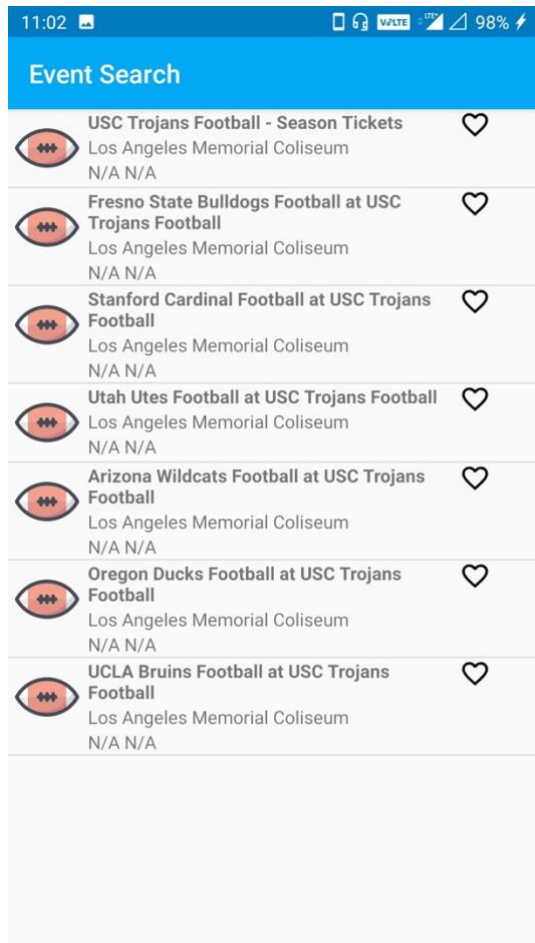 11:02 VoLTE LTE 98%
Event Search
USC Trojans Football - Season Tickets
Los Angeles Memorial Coliseum
N/A N/A
Fresno State Bulldogs Football at USC
Trojans Football
Los Angeles Memorial Coliseum
N/A N/A
Stanford Cardinal Football at USC Trojans
Football
Los Angeles Memorial Coliseum
N/A N/A
Utah Utes Football at USC Trojans Football
Los Angeles Memorial Coliseum
N/A N/A
Arizona Wildcats Football at USC Trojans
Football
Los Angeles Memorial Coliseum
N/A N/A
Oregon Ducks Football at USC Trojans
Football
Los Angeles Memorial Coliseum
N/A N/A
UCLA Bruins Football at USC Trojans
Football
Los Angeles Memorial Coliseum
N/A N/A